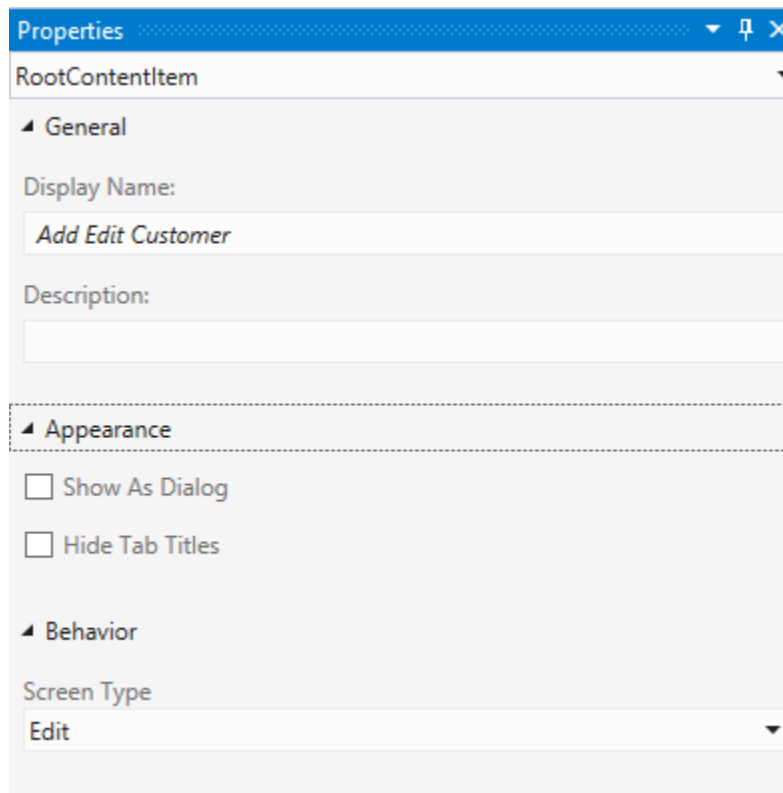 Properties
RootContentItem
General
Display Name:
Add Edit Customer
Description:
Appearance
Show As Dialog
Hide Tab Titles
Behavior
Screen Type
Edit